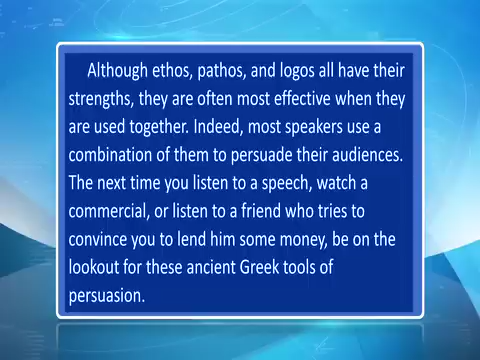 Although ethos, pathos, and logos all have their
strengths, they are often most effective when they
are used together. Indeed, most speakers use a
combination of them to persuade their audiences.
The next time you listen to a speech, watch a
commercial, or listen to a friend who tries to
convince you to lend him some money, be on the
lookout for these ancient Greek tools of
persuasion.